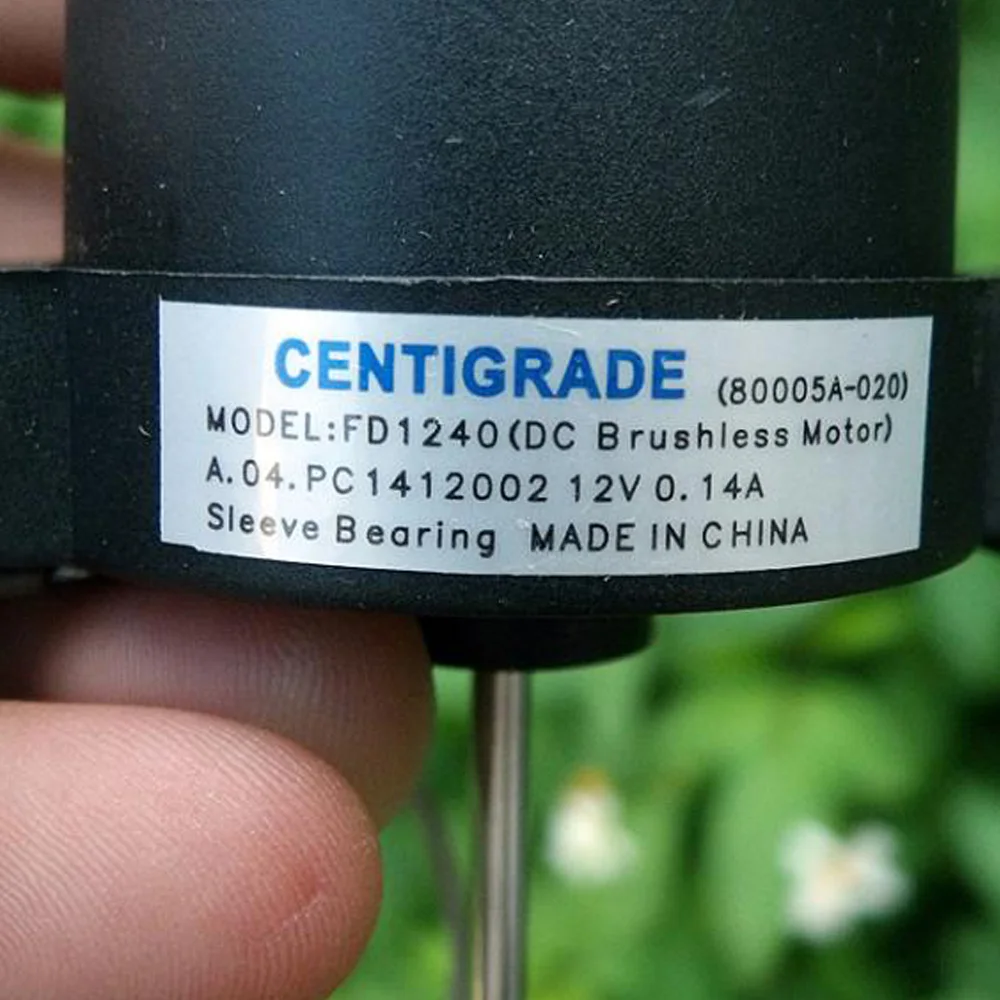 CENTIGRADE (80005A-020)
MODEL:FD1240(DC Brushless Motor)
A.04.PC1412002 12V 0.14A
Sleeve Bearing MADE IN CHINA